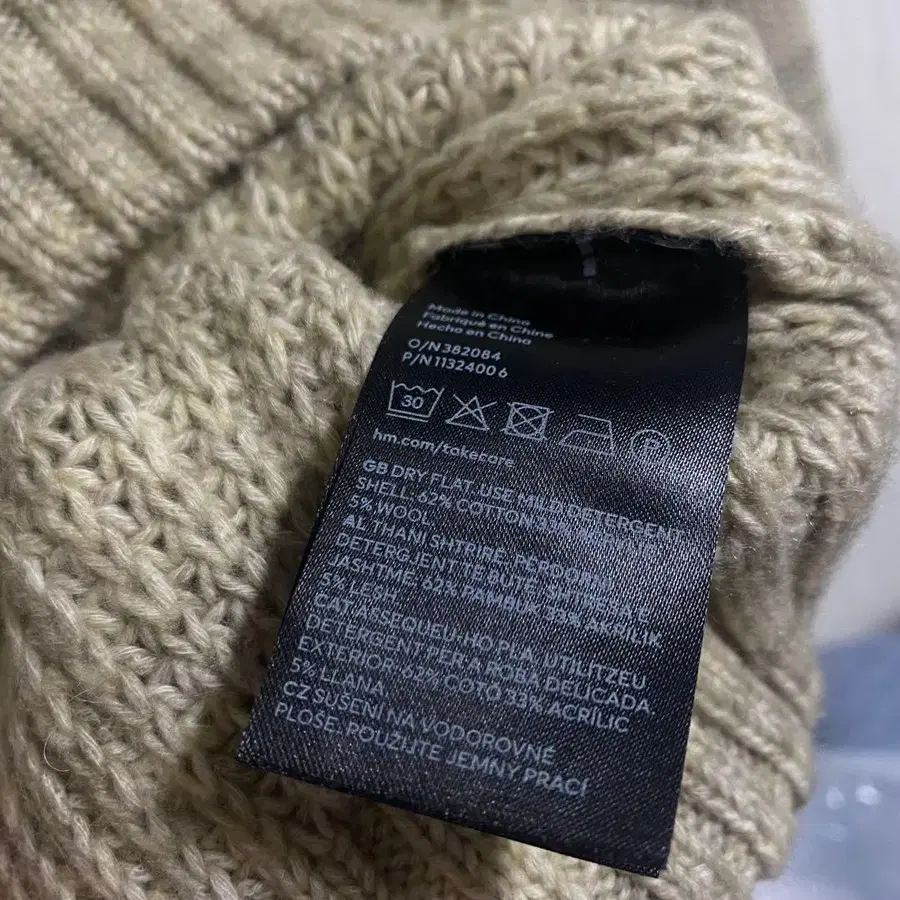 Made in China
Fabriqué en Chine
Hecho en China
O/N 382084
P/N 11324006
30
P
hm.com/takecare
GB DRY FLAT, USE MILD DETERGENT
SHELL: 62% COTTON 33%
5% WOOL
AL THANI SHTRIRË, PERDORNI
DETERGJENT TË BUTË, SHTRESA E
JASHTME: 62% PAMBUK 33% AKRILIK
5% LESH
CAT ASSEQUEU-HO PLA, UTILITZEU
DETERGENT PER A ROBA DELICADA
EXTERIOR: 62% COTÓ 33% ACRÍLIC
5% LLANA
CZ SUŠENÍ NA VODOROVNÉ
PLOŠE; POUŽIJTE JEMNÝ PRACÍ